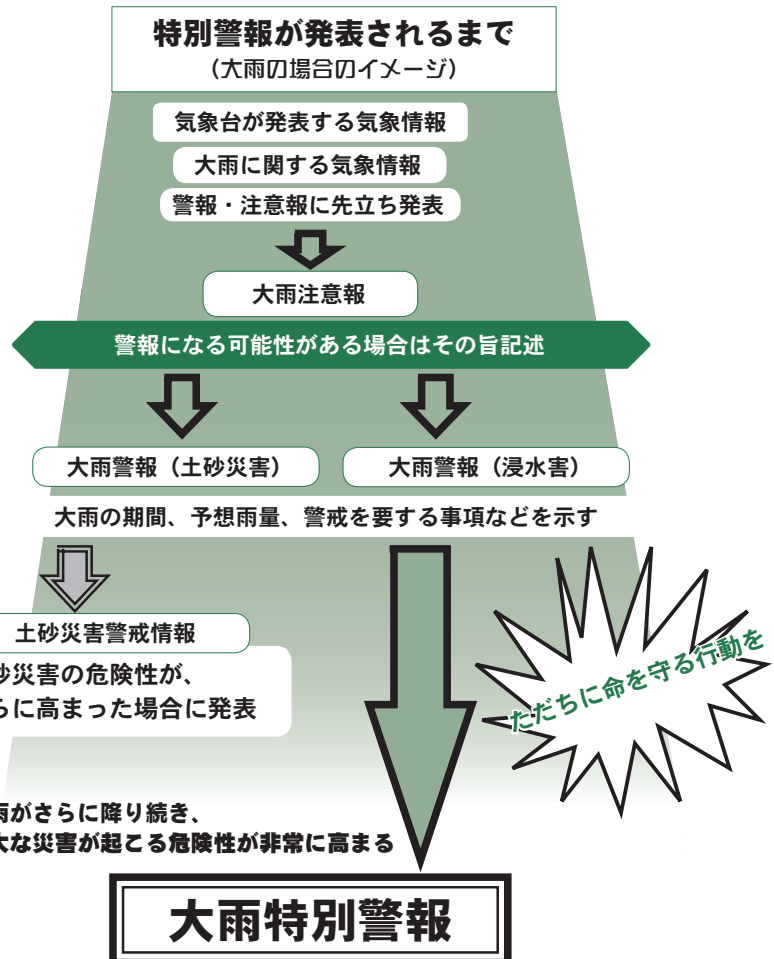 特別警報が発表されるまで
（大雨の場合のイメージ）
気象台が発表する気象情報
大雨に関する気象情報
警報・注意報に先立ち発表
大雨注意報
警報になる可能性がある場合はその旨記述
大雨警報（土砂災害）
大雨警報（浸水害）
大雨の期間、予想雨量、警戒を要する事項などを示す
土砂災害警戒情報
砂災害の危険性が、
らに高まった場合に発表
ただちに命を守る行動を
雨がさらに降り続き、
大な災害が起こる危険性が非常に高まる
大雨特別警報